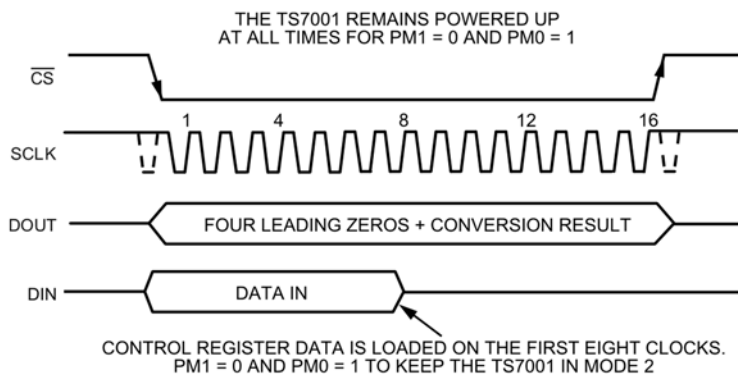 THE TS7001 REMAINS POWERED UP
AT ALL TIMES FOR PM1 = 0 AND PM0 = 1
CS
1 4 8 12 16
SCLK
DOUT FOUR LEADING ZEROS + CONVERSION RESULT
DIN DATA IN
CONTROL REGISTER DATA IS LOADED ON THE FIRST EIGHT CLOCKS.
PM1 = 0 AND PM0 = 1 TO KEEP THE TS7001 IN MODE 2